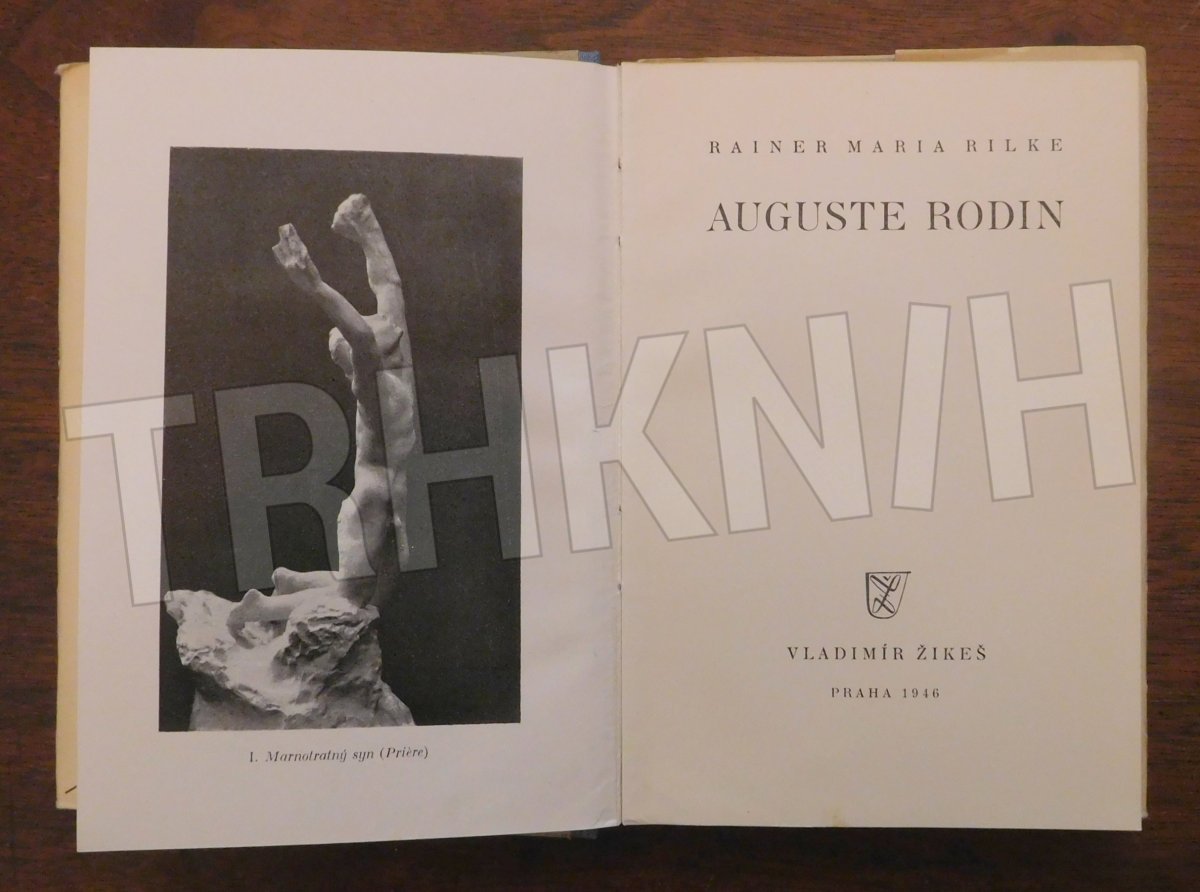 I. Marnotratný syn (Prière)
RAINER MARIA RILKE
AUGUSTE RODIN
VLADIMÍR ŽIKEŠ
PRAHA 1946
TRHKNIH